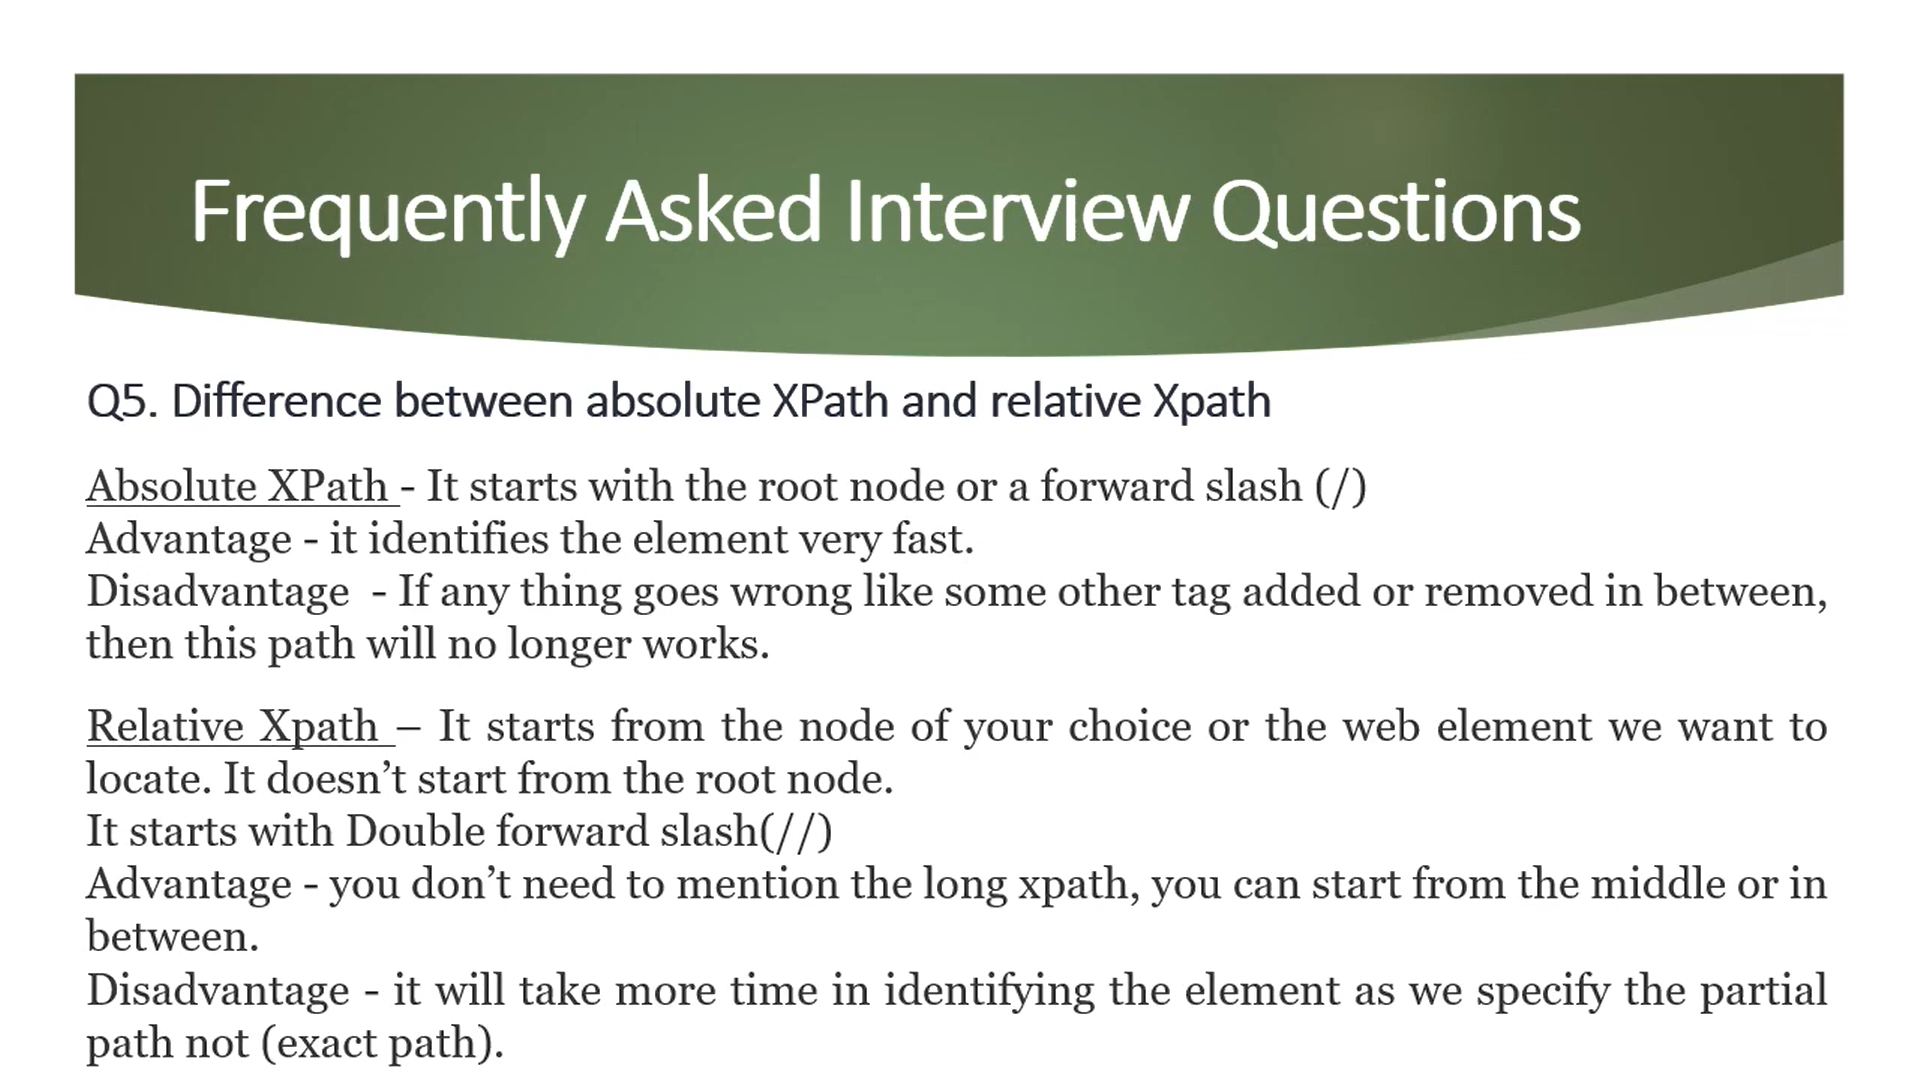 Frequently Asked Interview Questions
Q5. Difference between absolute XPath and relative Xpath
Absolute XPath - It starts with the root node or a forward slash (/)
Advantage - it identifies the element very fast.
Disadvantage  - If any thing goes wrong like some other tag added or removed in between,
then this path will no longer works.
Relative Xpath – It starts from the node of your choice or the web element we want to
locate. It doesn’t start from the root node.
It starts with Double forward slash(//)
Advantage - you don’t need to mention the long xpath, you can start from the middle or in
between.
Disadvantage - it will take more time in identifying the element as we specify the partial
path not (exact path).